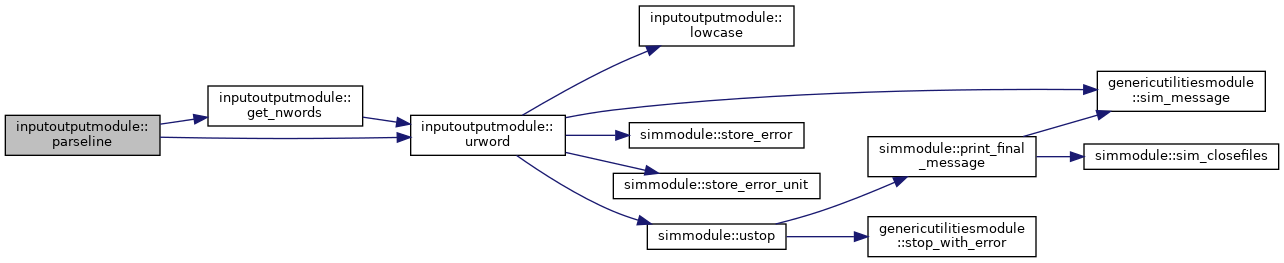 inputoutputmodule::
parseline
inputoutputmodule::
get_nwords
inputoutputmodule::
urword
inputoutputmodule::
lowcase
simmodule::store_error
simmodule::store_error_unit
simmodule::ustop
simmodule::print_final
_message
genericutilitiesmodule
::stop_with_error
genericutilitiesmodule
::sim_message
simmodule::sim_closefiles